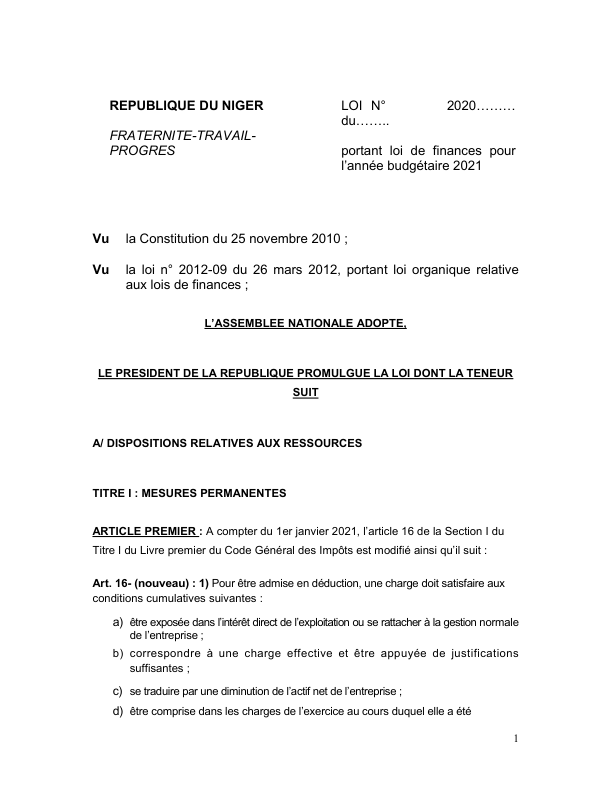 REPUBLIQUE DU NIGER
FRATERNITE-TRAVAIL-
PROGRES
LOI N° 2020………
du……..
portant loi de finances pour
l'année budgétaire 2021
Vu la Constitution du 25 novembre 2010 ;
Vu la loi n° 2012-09 du 26 mars 2012, portant loi organique relative
aux lois de finances ;
L'ASSEMBLEE NATIONALE ADOPTE,
LE PRESIDENT DE LA REPUBLIQUE PROMULGUE LA LOI DONT LA TENEUR
SUIT
A/ DISPOSITIONS RELATIVES AUX RESSOURCES
TITRE I : MESURES PERMANENTES
ARTICLE PREMIER : A compter du 1er janvier 2021, l'article 16 de la Section I du
Titre I du Livre premier du Code Général des Impôts est modifié ainsi qu'il suit :
Art. 16- (nouveau) : 1) Pour être admise en déduction, une charge doit satisfaire aux
conditions cumulatives suivantes :
a) être exposée dans l'intérêt direct de l'exploitation ou se rattacher à la gestion normale
de l'entreprise ;
b) correspondre à une charge effective et être appuyée de justifications
suffisantes ;
c) se traduire par une diminution de l'actif net de l'entreprise ;
d) être comprise dans les charges de l'exercice au cours duquel elle a été
1